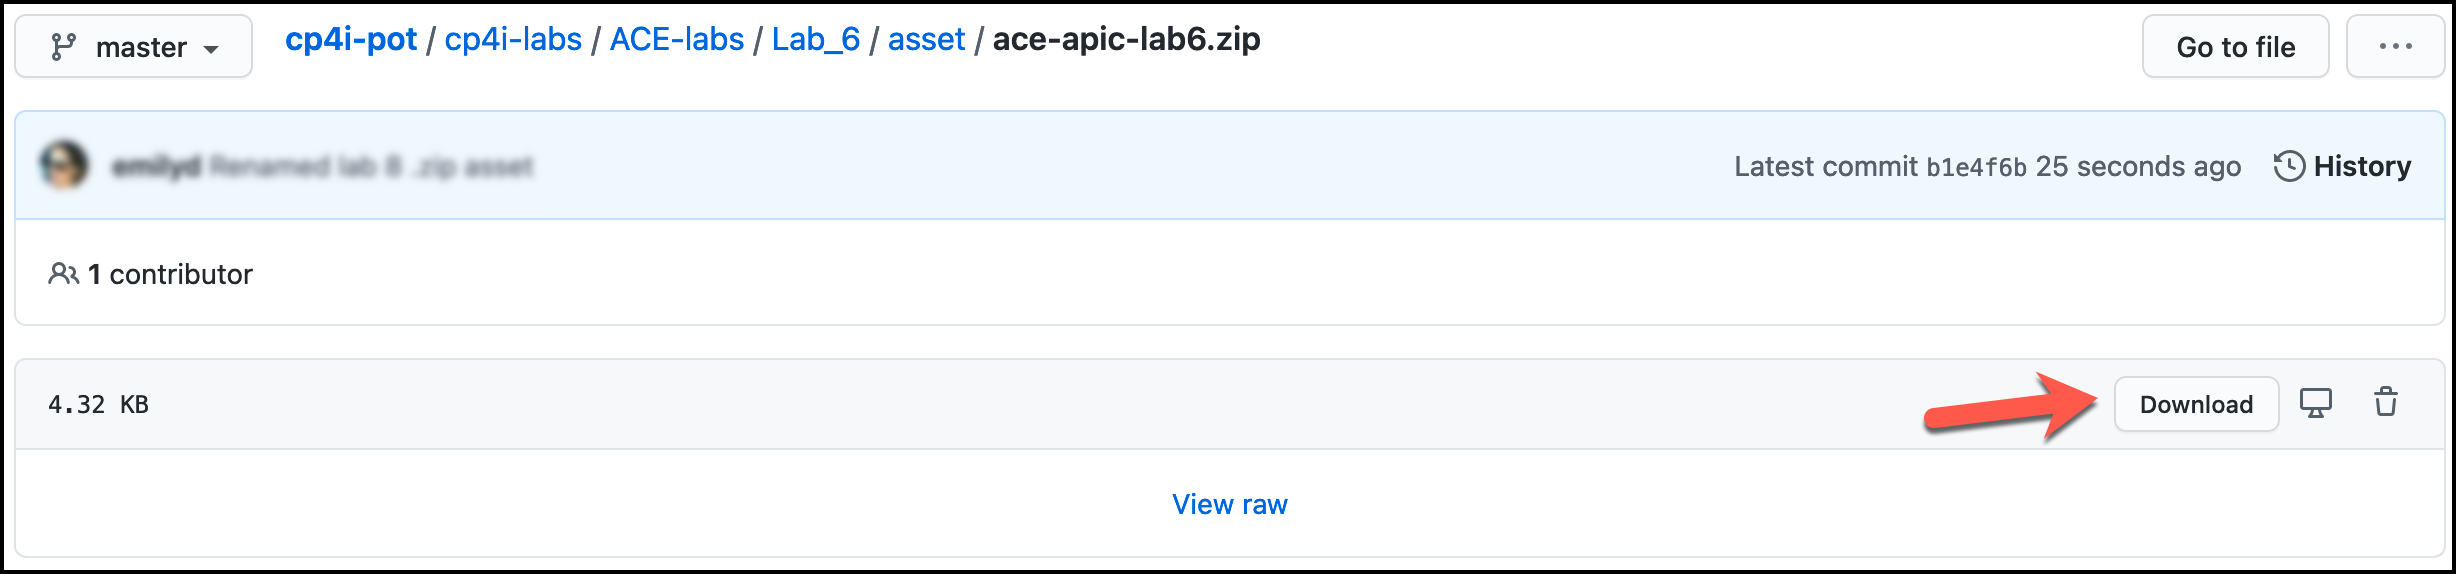 master
cp4i-pot / cp4i-labs / ACE-labs / Lab_6 / asset / ace-apic-lab6.zip
Go to file
emilyd Renamed lab 8 .zip asset
Latest commit b1e4f6b 25 seconds ago
History
1 contributor
4.32 KB
Download
View raw